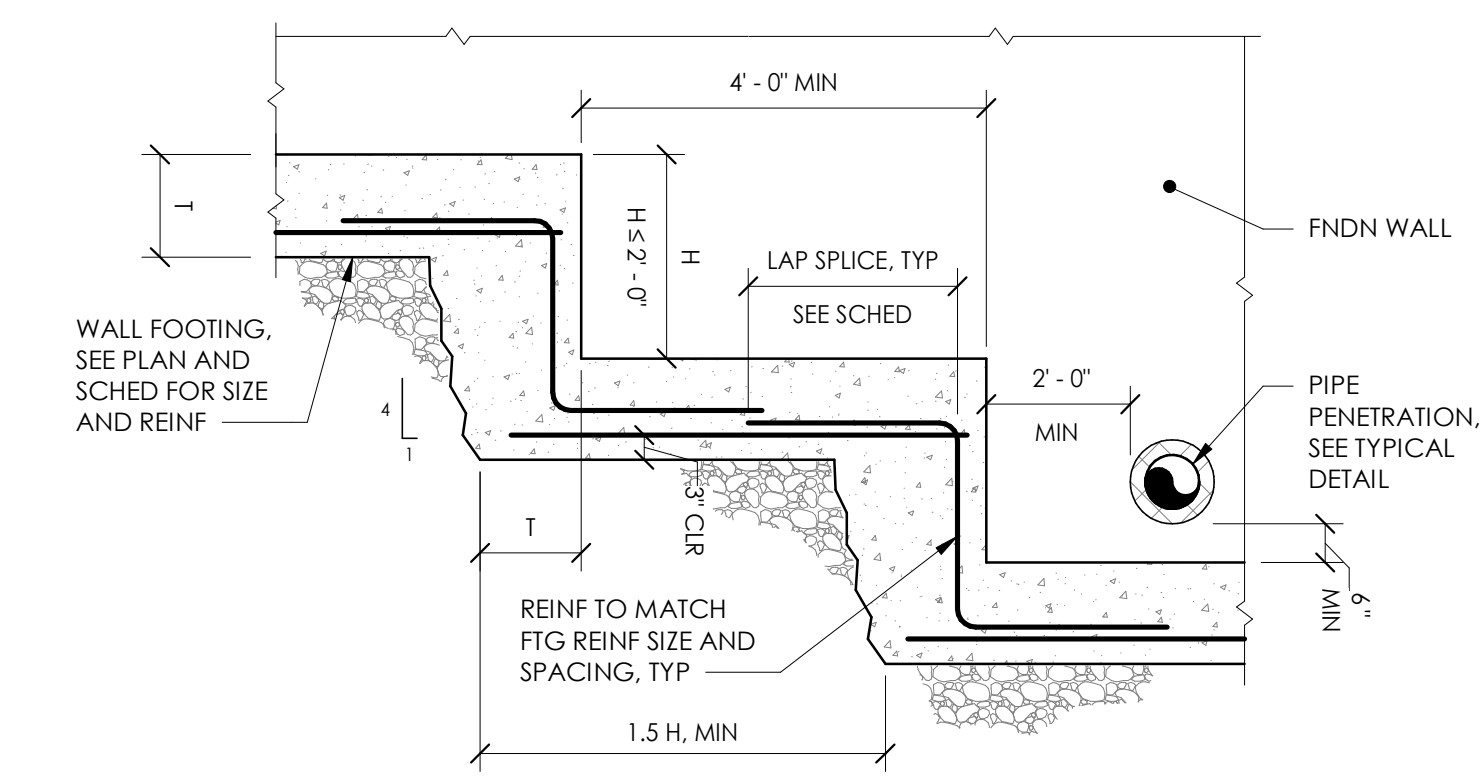 4' - 0" MIN
T
H ≤ 2' - 0"
H
LAP SPLICE, TYP
SEE SCHED
FNDN WALL
WALL FOOTING,
SEE PLAN AND
SCHED FOR SIZE
AND REINF
4
1
2' - 0"
MIN
PIPE
PENETRATION,
SEE TYPICAL
DETAIL
T
3" CLR
REINF TO MATCH
FTG REINF SIZE AND
SPACING, TYP
6"
MIN
1.5 H, MIN